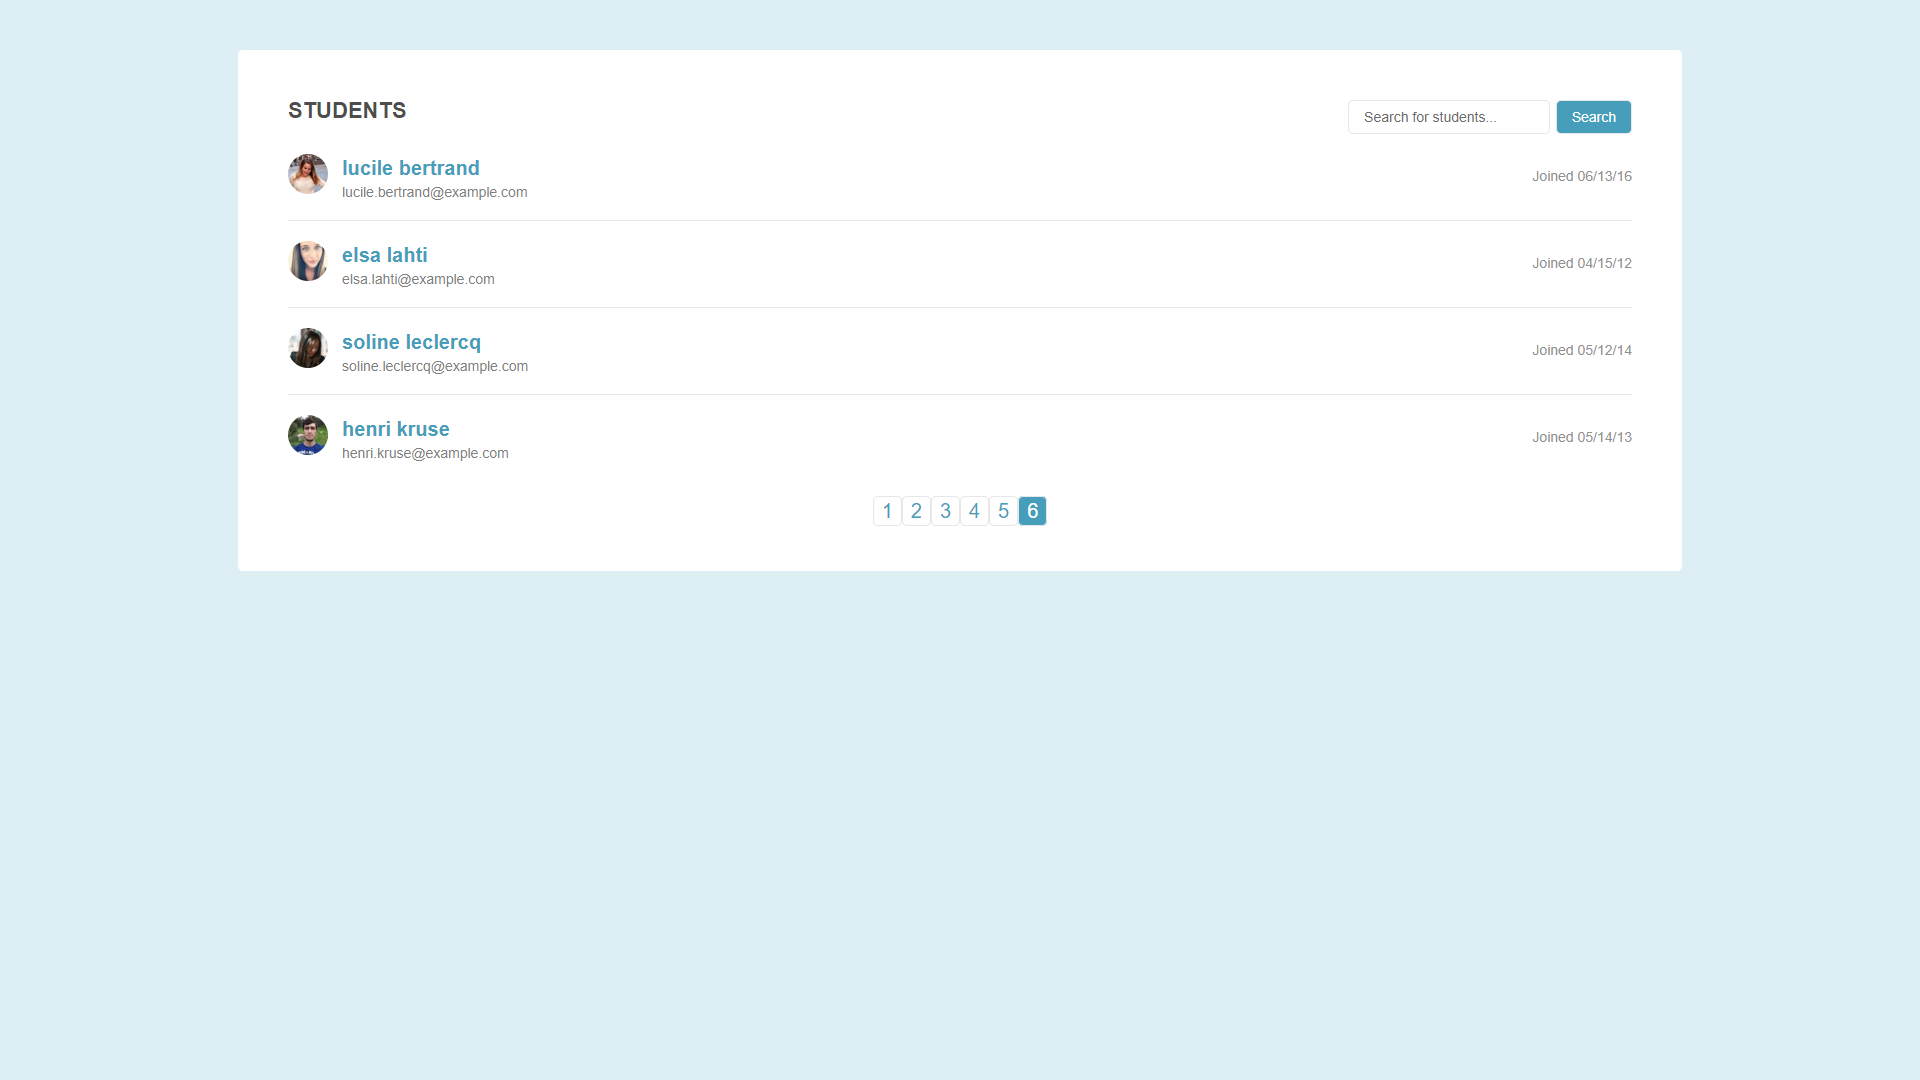 STUDENTS
Search for students...
Search
lucile bertrand
lucile.bertrand@example.com
Joined 06/13/16
elsa lahti
elsa.lahti@example.com
Joined 04/15/12
soline leclercq
soline.leclercq@example.com
Joined 05/12/14
henri kruse
henri.kruse@example.com
Joined 05/14/13
1 2 3 4 5 6